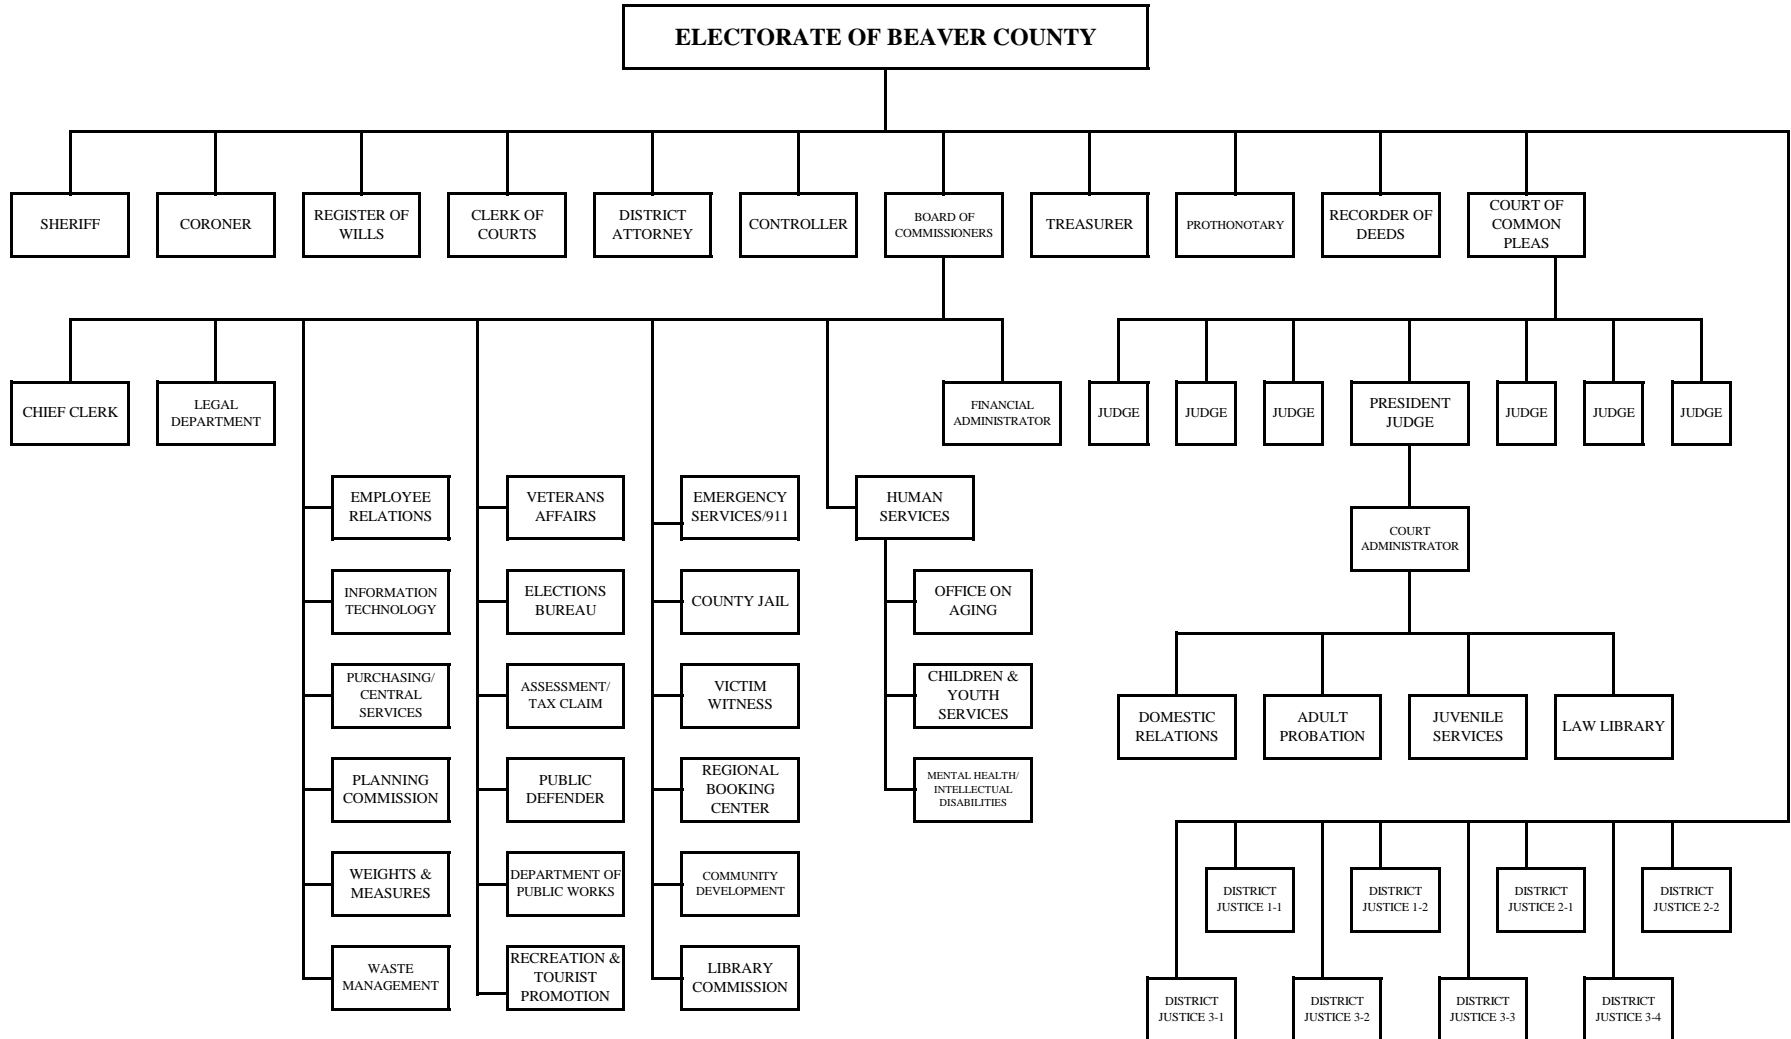 ELECTORATE OF BEAVER COUNTY
SHERIFF
CORONER
REGISTER OF
WILLS
CLERK OF
COURTS
DISTRICT
ATTORNEY
CONTROLLER
BOARD OF
COMMISSIONERS
TREASURER
PROTHONOTARY
RECORDER OF
DEEDS
COURT OF
COMMON
PLEAS
CHIEF CLERK
LEGAL
DEPARTMENT
FINANCIAL
ADMINISTRATOR
JUDGE
JUDGE
JUDGE
PRESIDENT
JUDGE
JUDGE
JUDGE
JUDGE
EMPLOYEE
RELATIONS
VETERANS
AFFAIRS
EMERGENCY
SERVICES/911
HUMAN
SERVICES
COURT
ADMINISTRATOR
INFORMATION
TECHNOLOGY
ELECTIONS
BUREAU
COUNTY JAIL
OFFICE ON
AGING
PURCHASING/
CENTRAL
SERVICES
ASSESSMENT/
TAX CLAIM
VICTIM
WITNESS
CHILDREN &
YOUTH
SERVICES
DOMESTIC
RELATIONS
ADULT
PROBATION
JUVENILE
SERVICES
LAW LIBRARY
PLANNING
COMMISSION
PUBLIC
DEFENDER
REGIONAL
BOOKING
CENTER
MENTAL HEALTH/
INTELLECTUAL
DISABILITIES
WEIGHTS &
MEASURES
DEPARTMENT OF
PUBLIC WORKS
COMMUNITY
DEVELOPMENT
DISTRICT
JUSTICE 1-1
DISTRICT
JUSTICE 1-2
DISTRICT
JUSTICE 2-1
DISTRICT
JUSTICE 2-2
WASTE
MANAGEMENT
RECREATION &
TOURIST
PROMOTION
LIBRARY
COMMISSION
DISTRICT
JUSTICE 3-1
DISTRICT
JUSTICE 3-2
DISTRICT
JUSTICE 3-3
DISTRICT
JUSTICE 3-4